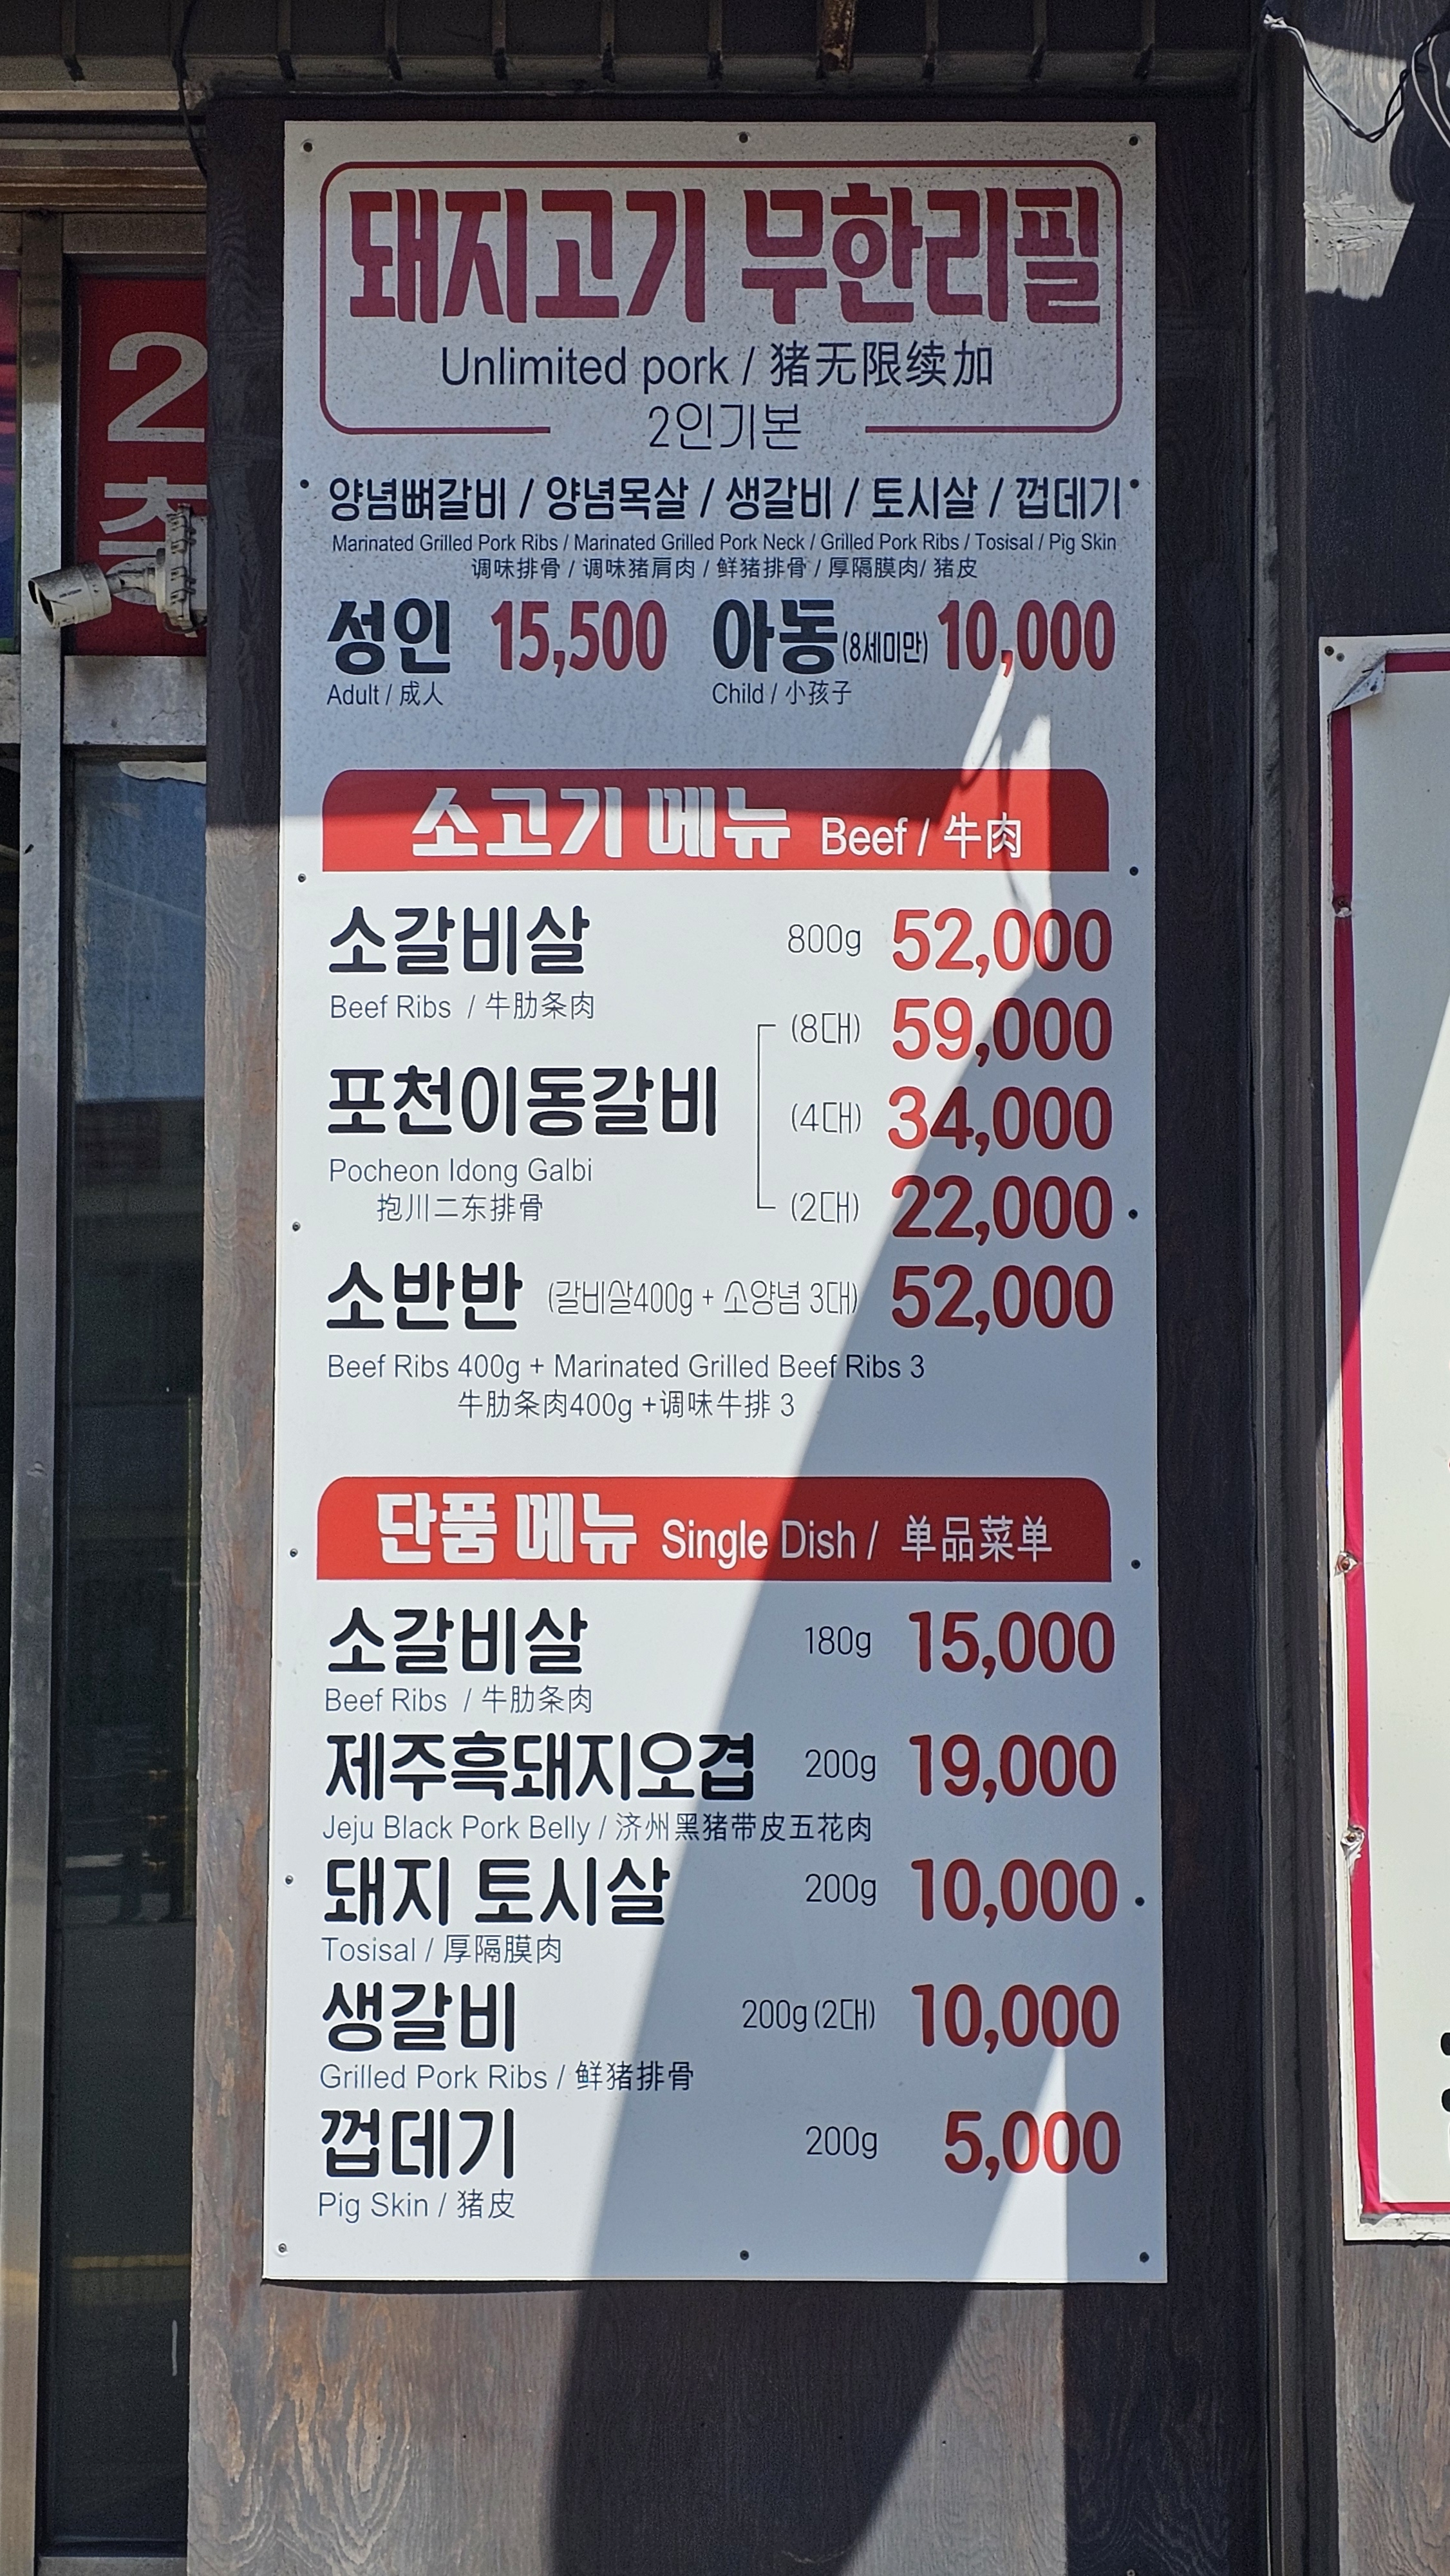 돼지고기 무한리필
Unlimited pork / 猪无限续加
2인기본
양념뼈갈비 / 양념목살 / 생갈비 / 토시살 / 껍데기
Marinated Grilled Pork Ribs / Marinated Grilled Pork Neck / Grilled Pork Ribs / Tosisal / Pig Skin
调味排骨 / 调味猪肩肉 / 鲜猪排骨 / 厚隔膜肉/ 猪皮
성인 15,500 아동(8세미만) 10,000
Adult / 成人 Child / 小孩子
소고기 메뉴 Beef / 牛肉
소갈비살 800g 52,000
Beef Ribs / 牛肋条肉
(8대) 59,000
포천이동갈비 (4대) 34,000
Pocheon Idong Galbi
抱川二东排骨 (2대) 22,000
소반반 (갈비살400g + 소양념 3대) 52,000
Beef Ribs 400g + Marinated Grilled Beef Ribs 3
牛肋条肉400g +调味牛排 3
단품 메뉴 Single Dish / 单品菜单
소갈비살 180g 15,000
Beef Ribs / 牛肋条肉
제주흑돼지오겹 200g 19,000
Jeju Black Pork Belly / 济州黑猪带皮五花肉
돼지 토시살 200g 10,000
Tosisal / 厚隔膜肉
생갈비 200g (2대) 10,000
Grilled Pork Ribs / 鲜猪排骨
껍데기 200g 5,000
Pig Skin / 猪皮
2